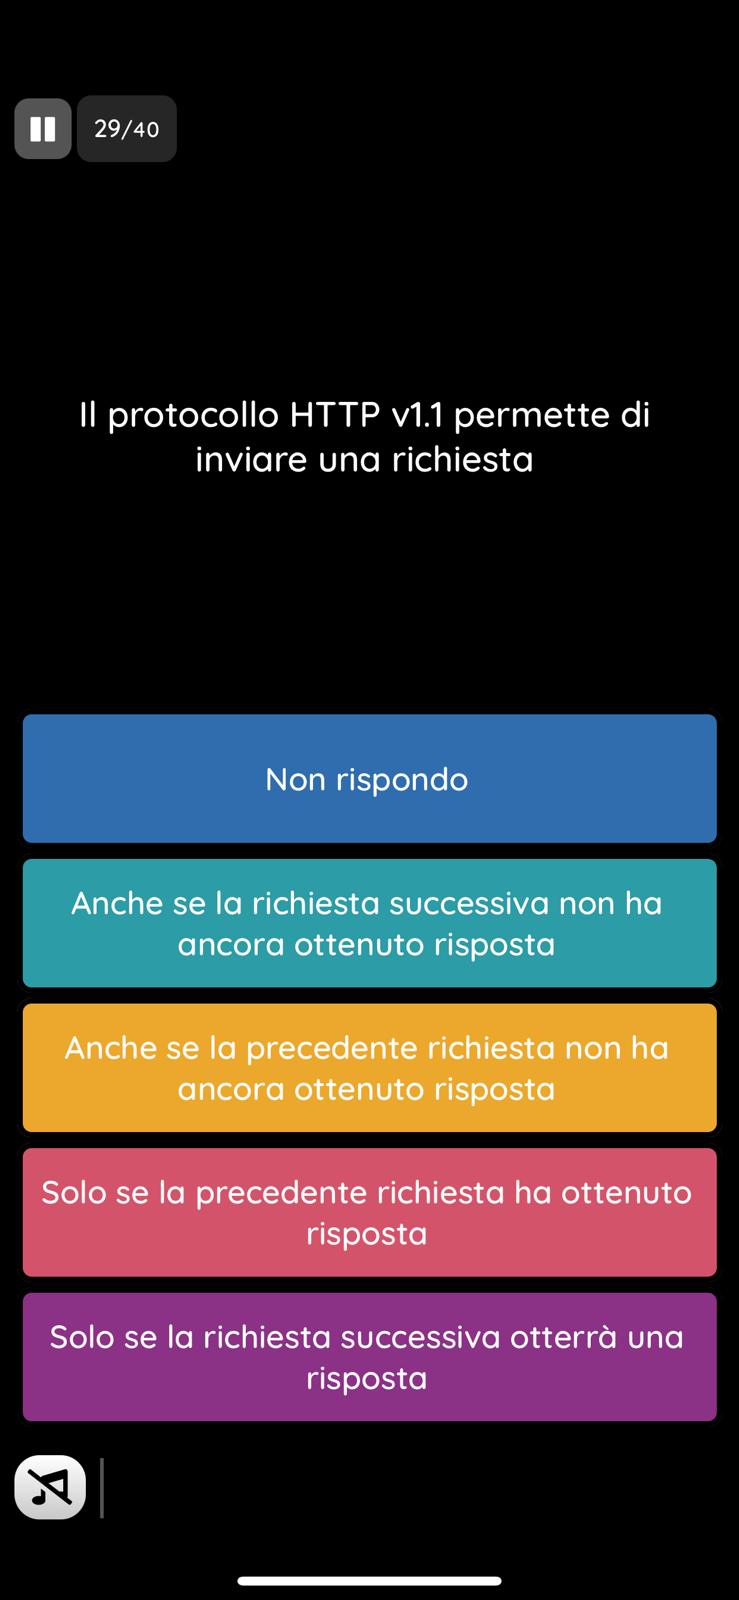 29/40
Il protocollo HTTP v1.1 permette di
inviare una richiesta
Non rispondo
Anche se la richiesta successiva non ha
ancora ottenuto risposta
Anche se la precedente richiesta non ha
ancora ottenuto risposta
Solo se la precedente richiesta ha ottenuto
risposta
Solo se la richiesta successiva otterrà una
risposta